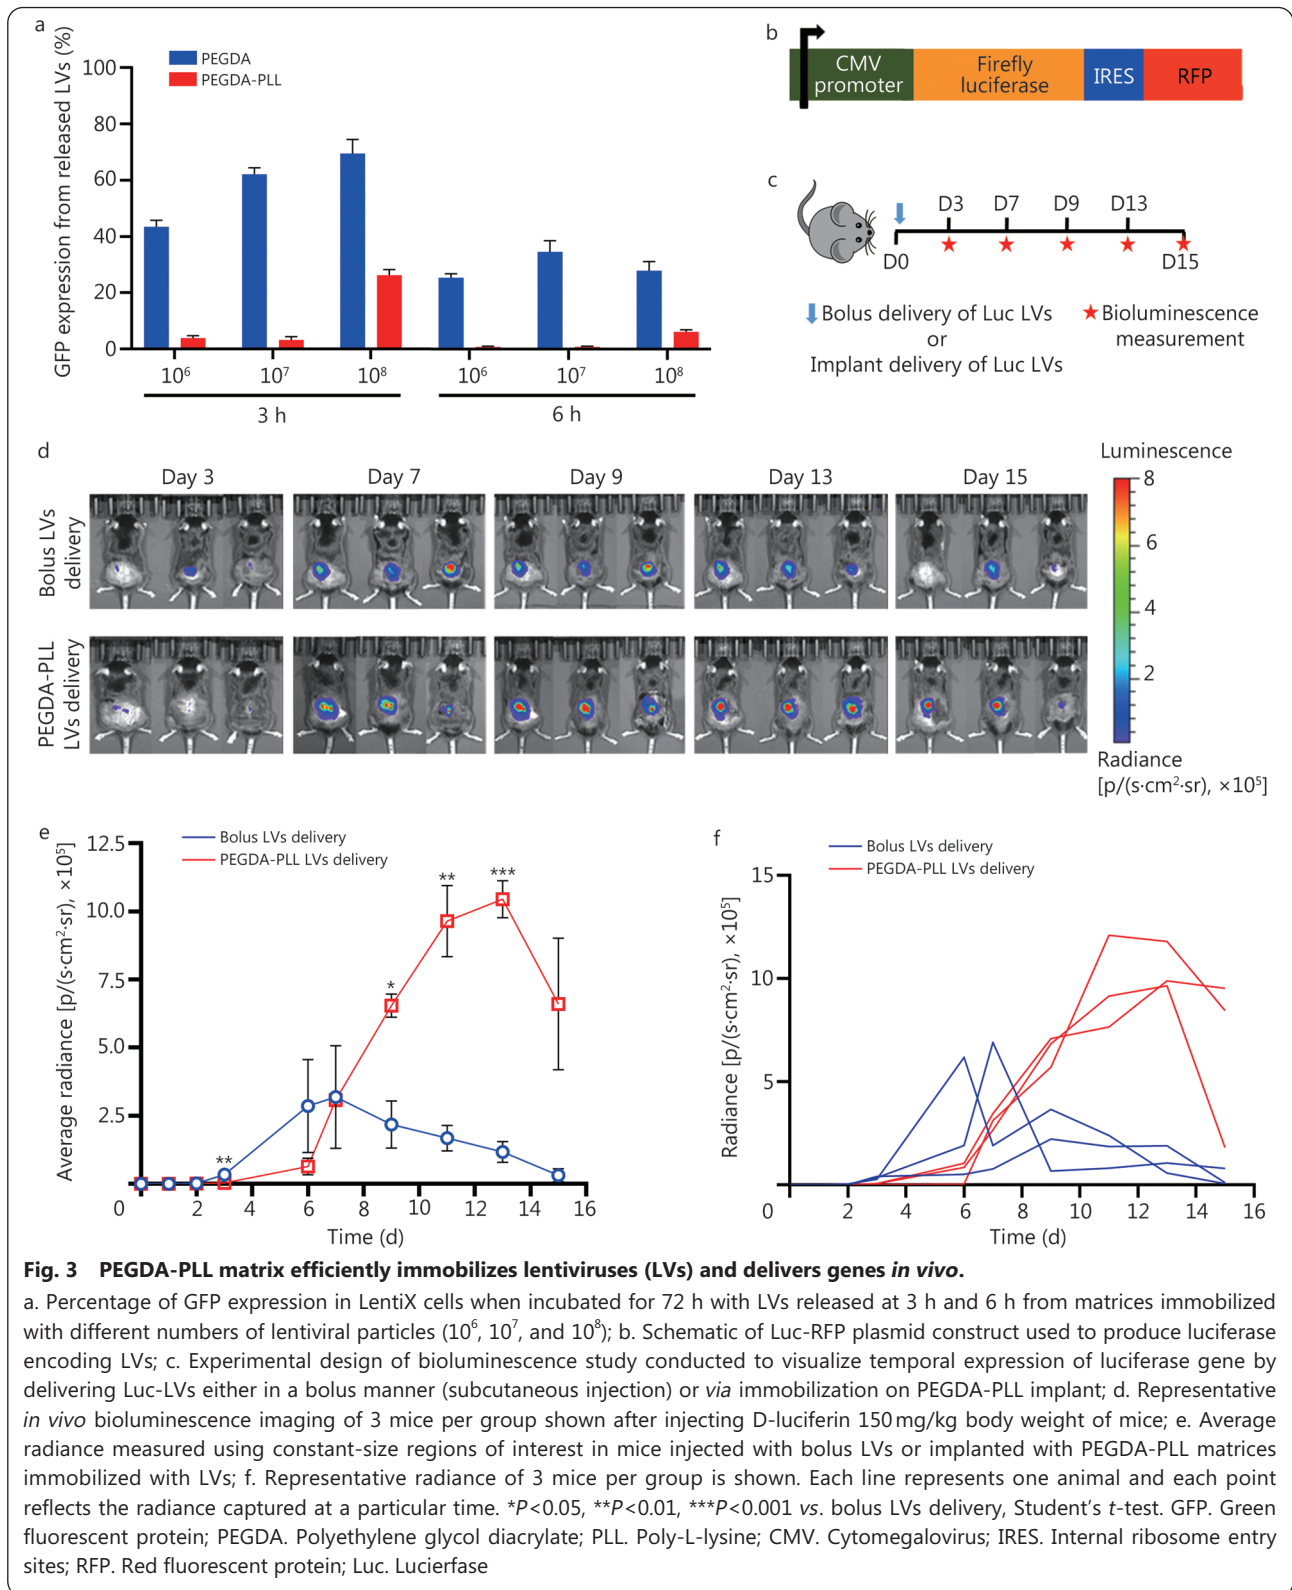 a
PEGDA
PEGDA-PLL
GFP expression from released LVs (%)
100
80
60
40
20
0
10⁶
10⁷
10⁸
10⁶
10⁷
10⁸
3 h
6 h
b
CMV
promoter
Firefly
luciferase
IRES
RFP
c
D3
D7
D9
D13
D0
D15
Bolus delivery of Luc LVs
or
Implant delivery of Luc LVs
Bioluminescence
measurement
d
Day 3
Day 7
Day 9
Day 13
Day 15
Bolus LVs
delivery
PEGDA-PLL
LVs delivery
Luminescence
8
6
4
2
Radiance
[p/(s·cm²·sr), ×10⁵]
e
Bolus LVs delivery
PEGDA-PLL LVs delivery
Average radiance [p/(s·cm²·sr), ×10⁵]
12.5
10.0
7.5
5.0
2.5
**
*
**
***
0
2
4
6
8
10
12
14
16
Time (d)
f
Bolus LVs delivery
PEGDA-PLL LVs delivery
Radiance [p/(s·cm²·sr), ×10⁵]
15
10
5
0
2
4
6
8
10
12
14
16
Time (d)
Fig. 3 PEGDA-PLL matrix efficiently immobilizes lentiviruses (LVs) and delivers genes in vivo.
a. Percentage of GFP expression in LentiX cells when incubated for 72 h with LVs released at 3 h and 6 h from matrices immobilized
with different numbers of lentiviral particles (10⁶, 10⁷, and 10⁸); b. Schematic of Luc-RFP plasmid construct used to produce luciferase
encoding LVs; c. Experimental design of bioluminescence study conducted to visualize temporal expression of luciferase gene by
delivering Luc-LVs either in a bolus manner (subcutaneous injection) or via immobilization on PEGDA-PLL implant; d. Representative
in vivo bioluminescence imaging of 3 mice per group shown after injecting D-luciferin 150 mg/kg body weight of mice; e. Average
radiance measured using constant-size regions of interest in mice injected with bolus LVs or implanted with PEGDA-PLL matrices
immobilized with LVs; f. Representative radiance of 3 mice per group is shown. Each line represents one animal and each point
reflects the radiance captured at a particular time. *P<0.05, **P<0.01, ***P<0.001 vs. bolus LVs delivery, Student’s t-test. GFP. Green
fluorescent protein; PEGDA. Polyethylene glycol diacrylate; PLL. Poly-L-lysine; CMV. Cytomegalovirus; IRES. Internal ribosome entry
sites; RFP. Red fluorescent protein; Luc. Lucierfase